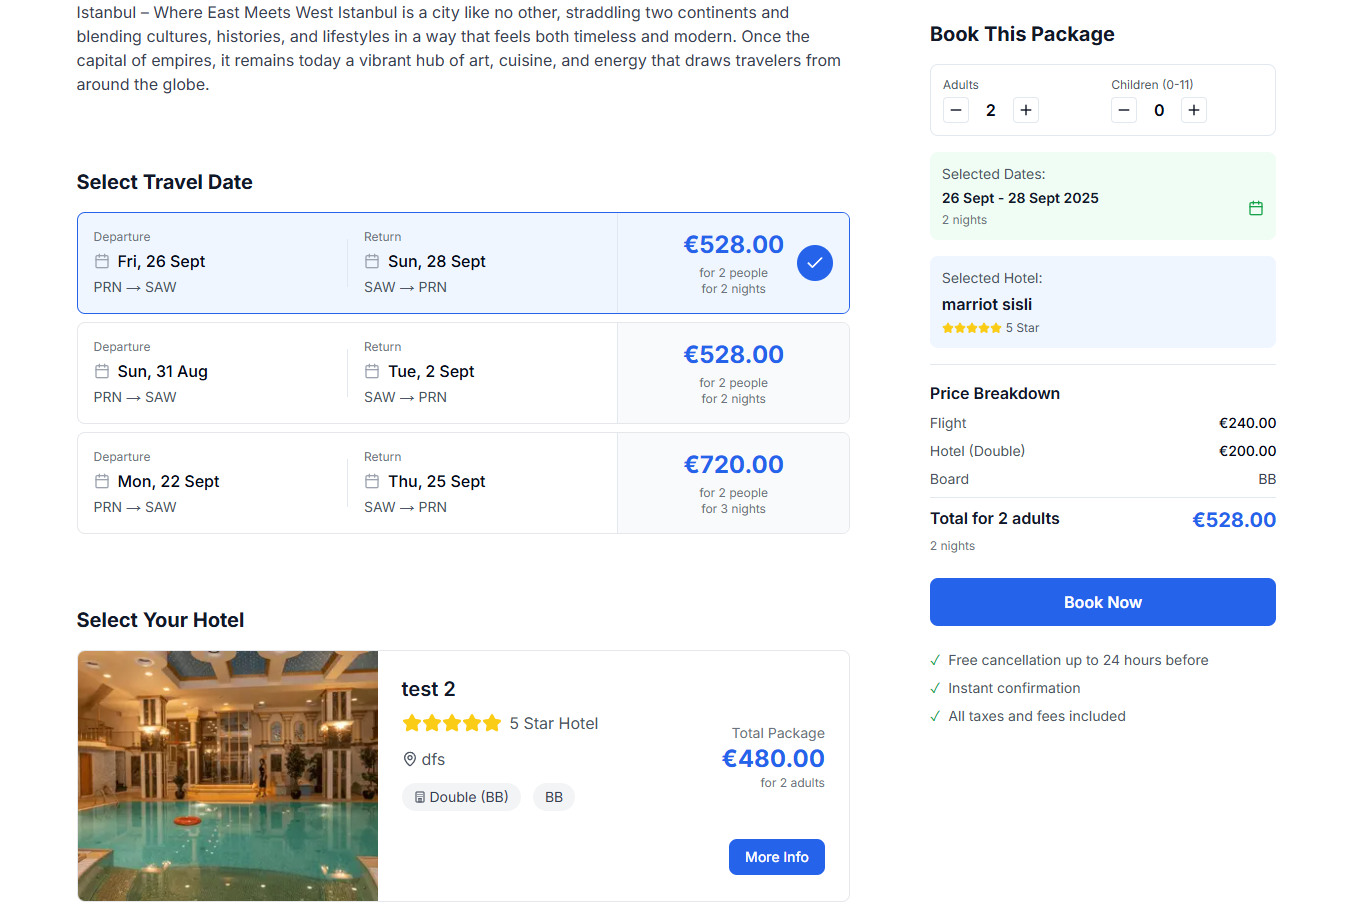 Istanbul – Where East Meets West Istanbul is a city like no other, straddling two continents and
blending cultures, histories, and lifestyles in a way that feels both timeless and modern. Once the
capital of empires, it remains today a vibrant hub of art, cuisine, and energy that draws travelers from
around the globe.
Select Travel Date
Departure
Fri, 26 Sept
PRN → SAW
Return
Sun, 28 Sept
SAW → PRN
€528.00
for 2 people
for 2 nights
Departure
Sun, 31 Aug
PRN → SAW
Return
Tue, 2 Sept
SAW → PRN
€528.00
for 2 people
for 2 nights
Departure
Mon, 22 Sept
PRN → SAW
Return
Thu, 25 Sept
SAW → PRN
€720.00
for 2 people
for 3 nights
Select Your Hotel
test 2
5 Star Hotel
dfs
Double (BB)
BB
Total Package
€480.00
for 2 adults
More Info
Book This Package
Adults
− 2 +
Children (0-11)
− 0 +
Selected Dates:
26 Sept - 28 Sept 2025
2 nights
Selected Hotel:
marriot sisli
5 Star
Price Breakdown
Flight €240.00
Hotel (Double) €200.00
Board BB
Total for 2 adults €528.00
2 nights
Book Now
✓ Free cancellation up to 24 hours before
✓ Instant confirmation
✓ All taxes and fees included